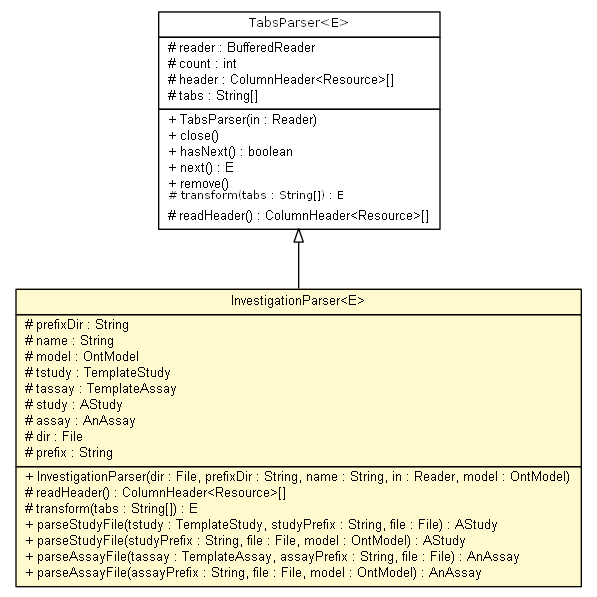 TabsParser<E>
# reader : BufferedReader
# count : int
# header : ColumnHeader<Resource>[]
# tabs : String[]
+ TabsParser(in : Reader)
+ close()
+ hasNext() : boolean
+ next() : E
+ remove()
# transform(tabs : String[]) : E
# readHeader() : ColumnHeader<Resource>[]
InvestigationParser<E>
# prefixDir : String
# name : String
# model : OntModel
# tstudy : TemplateStudy
# tassay : TemplateAssay
# study : AStudy
# assay : AnAssay
# dir : File
# prefix : String
+ InvestigationParser(dir : File, prefixDir : String, name : String, in : Reader, model : OntModel)
# readHeader() : ColumnHeader<Resource>[]
# transform(tabs : String[]) : E
+ parseStudyFile(tstudy : TemplateStudy, studyPrefix : String, file : File) : AStudy
+ parseStudyFile(studyPrefix : String, file : File, model : OntModel) : AStudy
+ parseAssayFile(tassay : TemplateAssay, assayPrefix : String, file : File) : AnAssay
+ parseAssayFile(assayPrefix : String, file : File, model : OntModel) : AnAssay